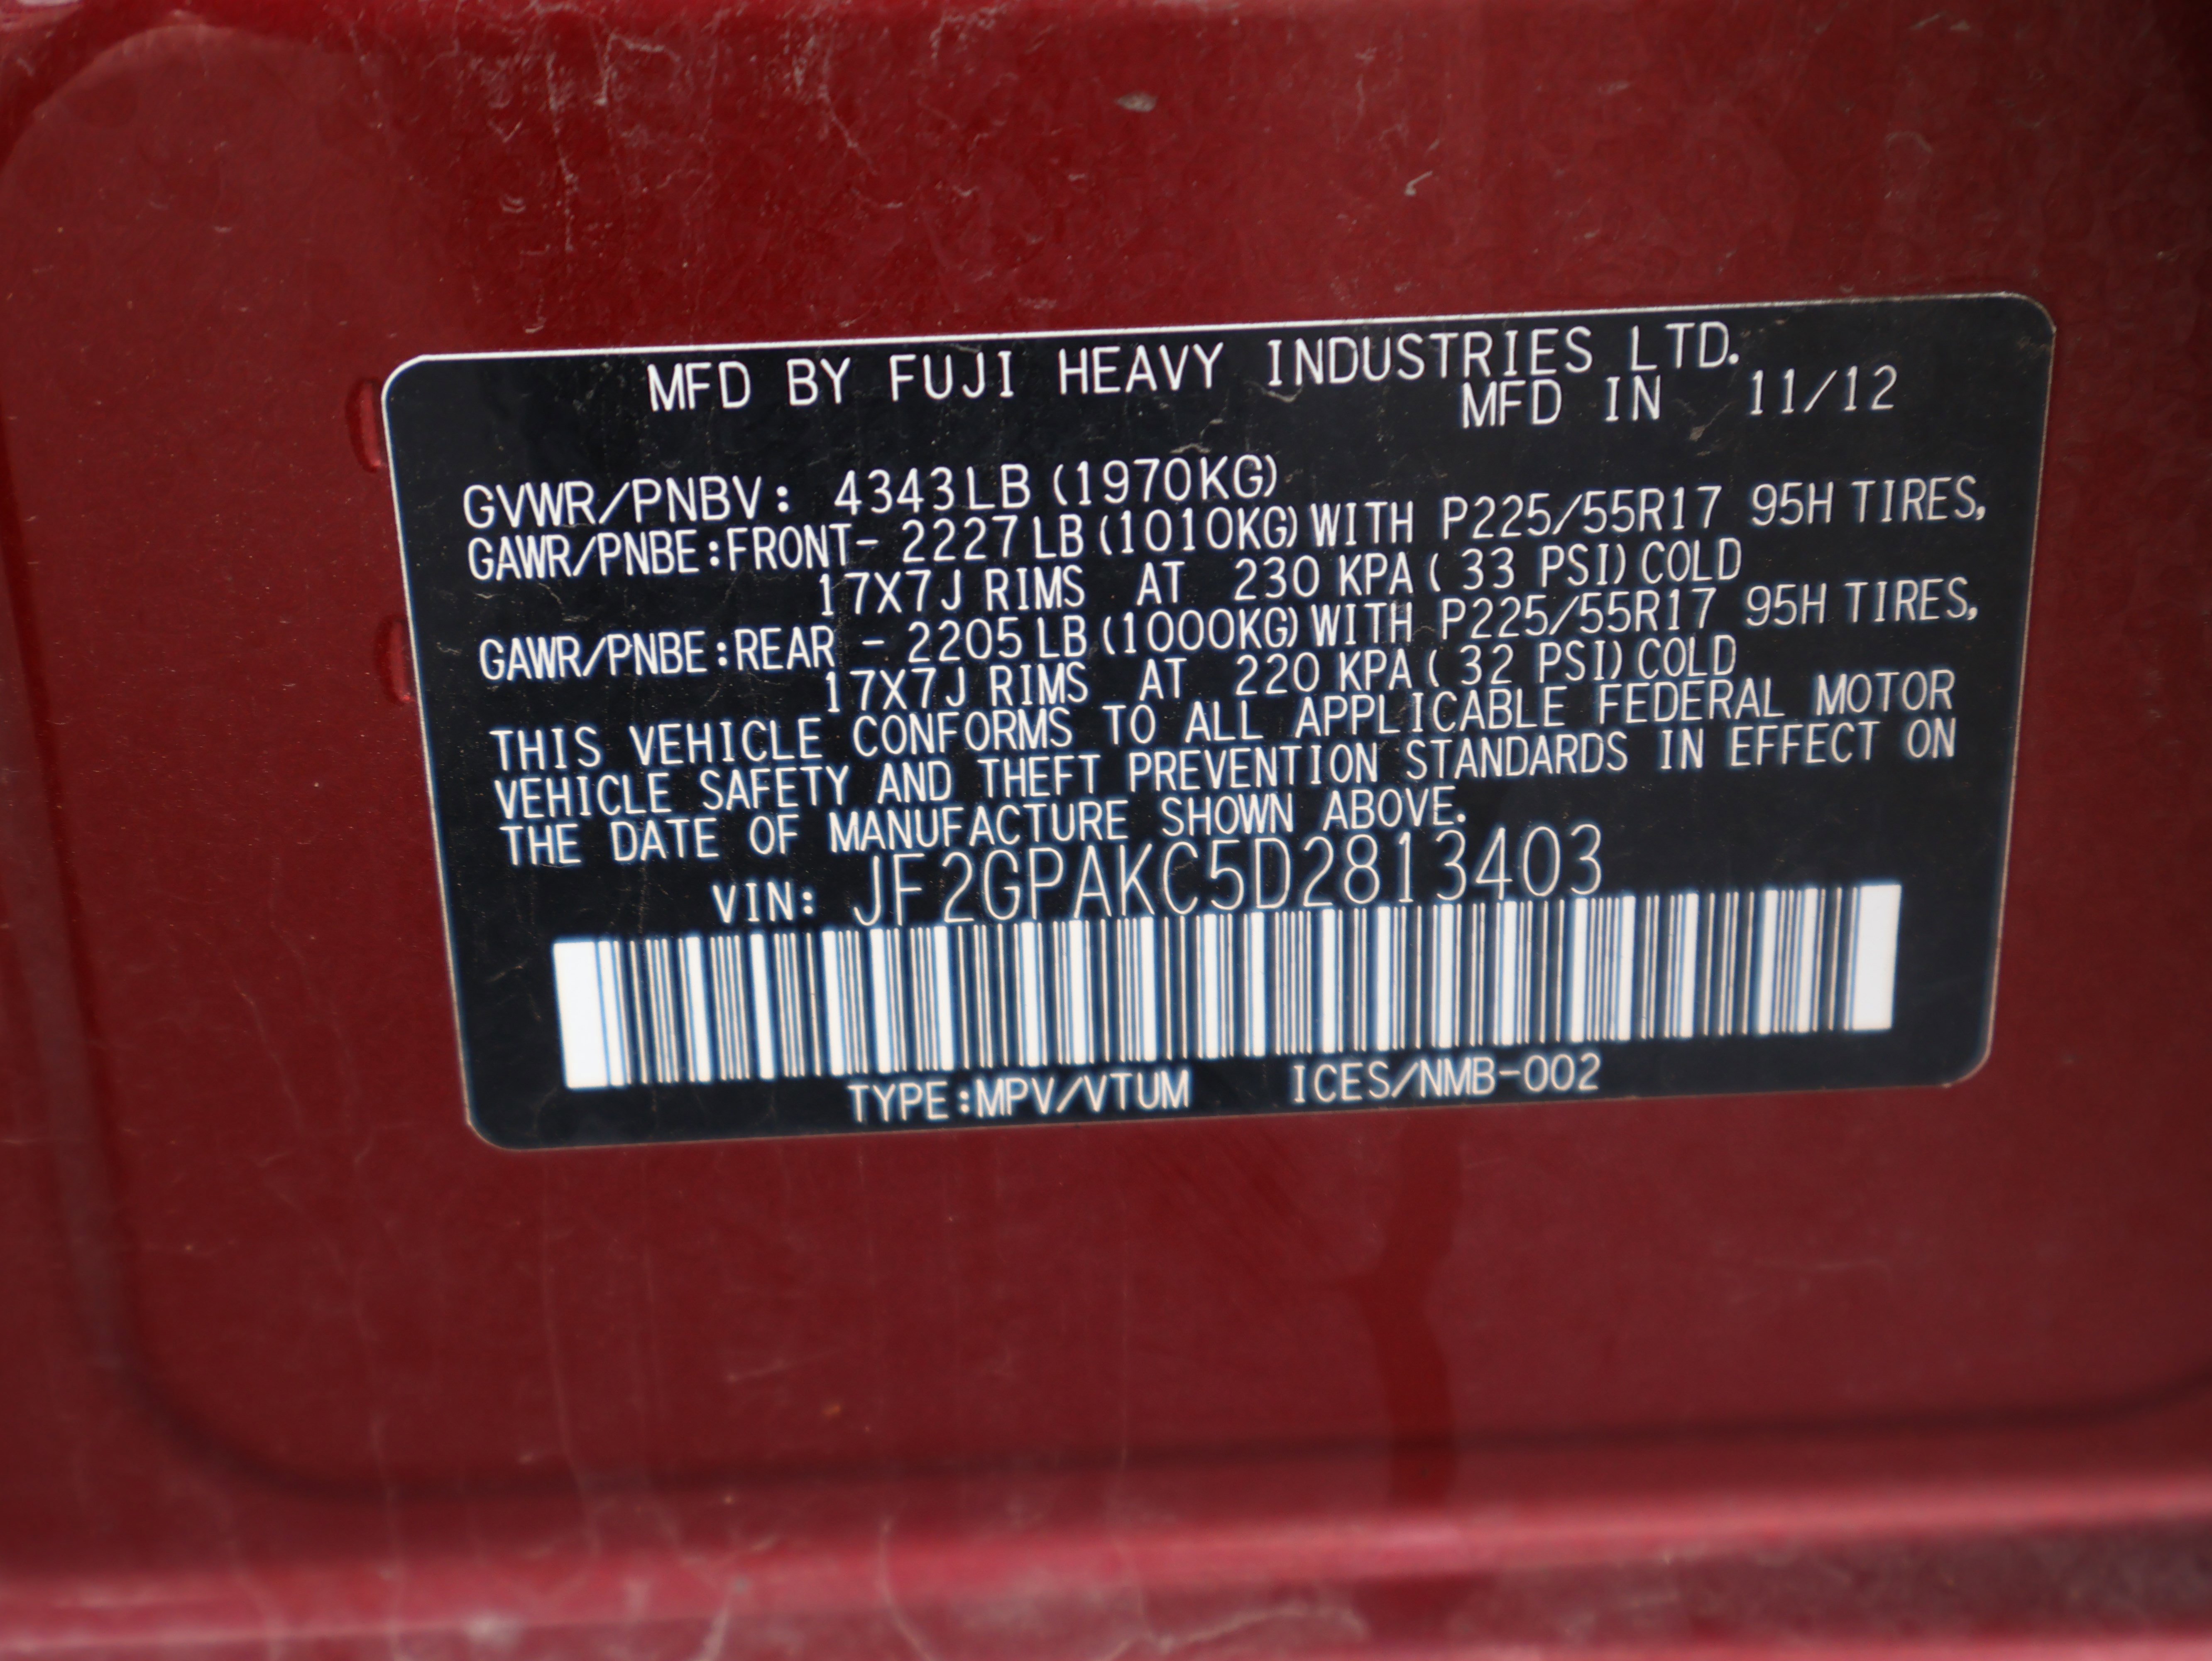 MFD BY FUJI HEAVY INDUSTRIES LTD.
MFD IN 11/12
GVWR/PNBV: 4343LB (1970KG)
GAWR/PNBE:FRONT- 2227 LB (1010KG) WITH P225/55R17 95H TIRES,
17X7J RIMS AT 230 KPA ( 33 PSI) COLD
GAWR/PNBE:REAR - 2205 LB (1000KG) WITH P225/55R17 95H TIRES,
17X7J RIMS AT 220 KPA ( 32 PSI) COLD
THIS VEHICLE CONFORMS TO ALL APPLICABLE FEDERAL MOTOR
VEHICLE SAFETY AND THEFT PREVENTION STANDARDS IN EFFECT ON
THE DATE OF MANUFACTURE SHOWN ABOVE.
VIN: JF2GPAKC5D2813403
TYPE:MPV/VTUM ICES/NMB-002